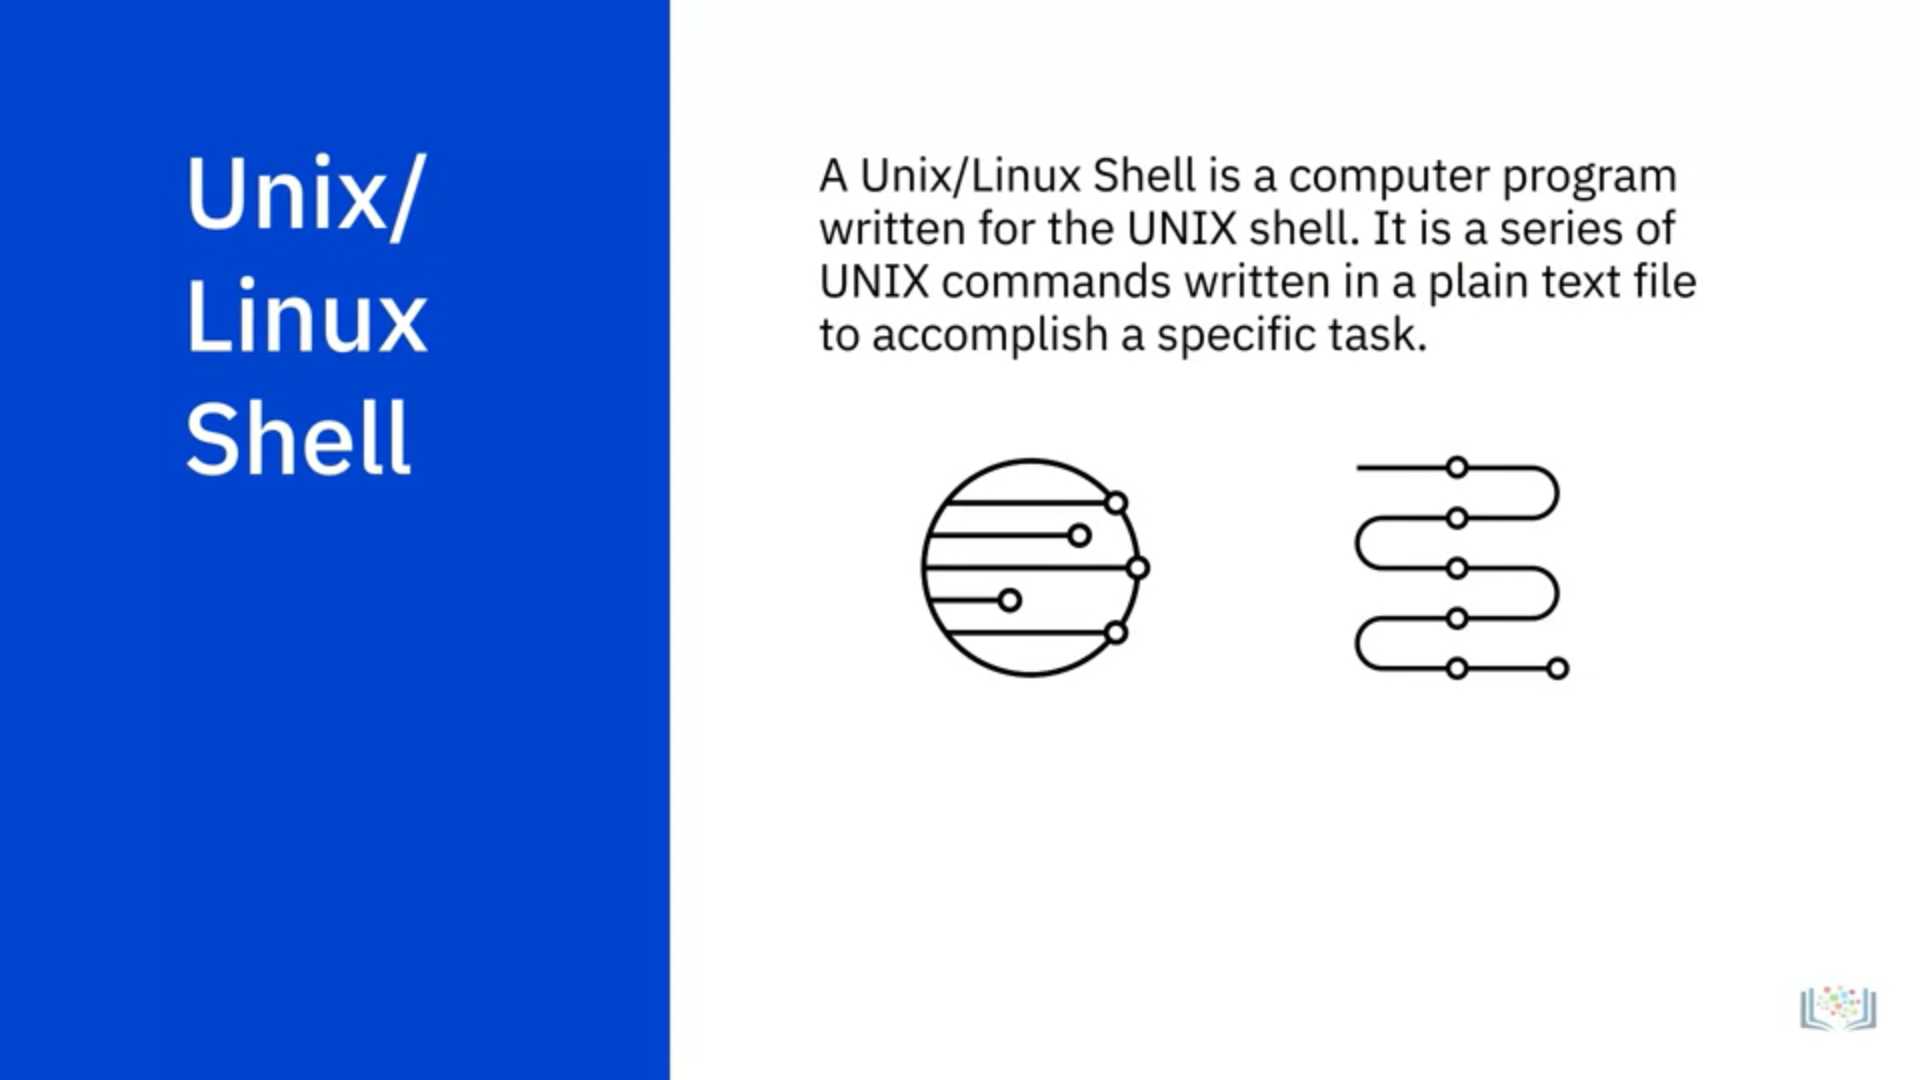 Unix/
Linux
Shell
A Unix/Linux Shell is a computer program
written for the UNIX shell. It is a series of
UNIX commands written in a plain text file
to accomplish a specific task.